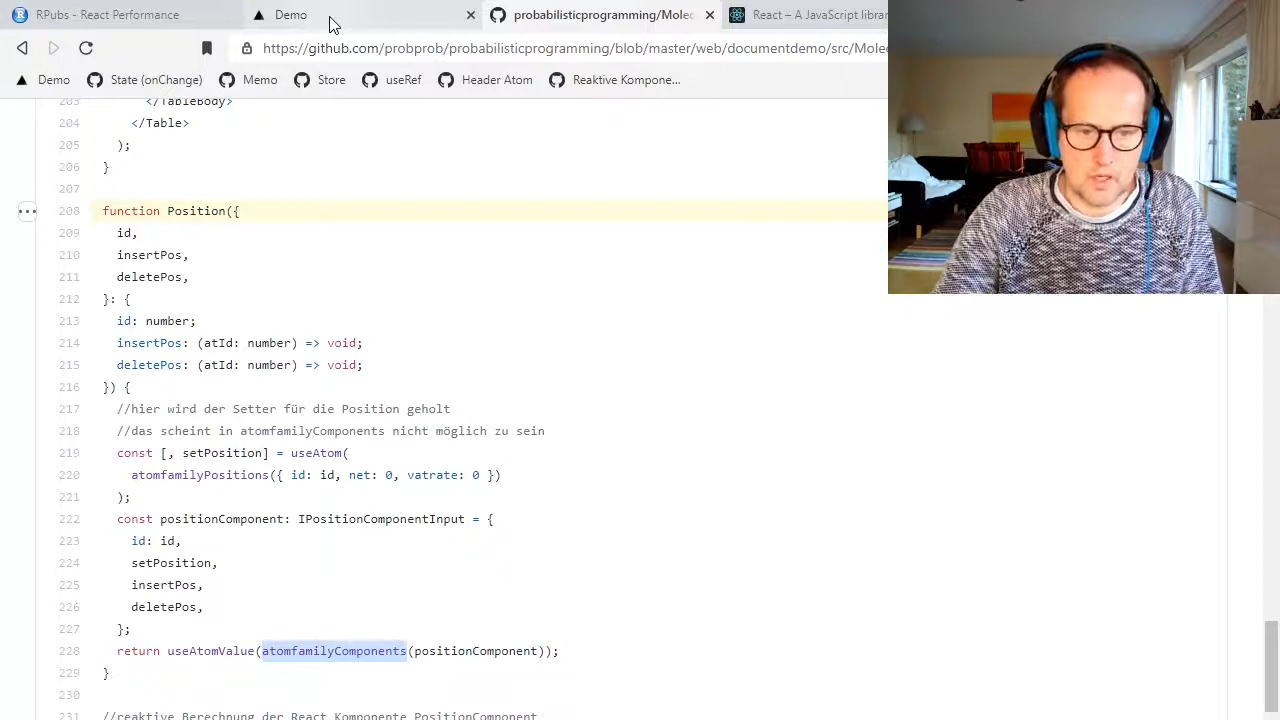 RPubs - React Performance
Demo
probabilisticprogramming/Molec
React – A JavaScript librar
https://github.com/probprob/probabilisticprogramming/blob/master/web/documentdemo/src/Molec
Demo
State (onChange)
Memo
Store
useRef
Header Atom
Reaktive Kompone...
203 </TableBody>
204 </Table>
205 );
206 }
207
208 function Position({
209 id,
210 insertPos,
211 deletePos,
212 }: {
213 id: number;
214 insertPos: (atId: number) => void;
215 deletePos: (atId: number) => void;
216 }) {
217 //hier wird der Setter für die Position geholt
218 //das scheint in atomfamilyComponents nicht möglich zu sein
219 const [, setPosition] = useAtom(
220 atomfamilyPositions({ id: id, net: 0, vatrate: 0 })
221 );
222 const positionComponent: IPositionComponentInput = {
223 id: id,
224 setPosition,
225 insertPos,
226 deletePos,
227 };
228 return useAtomValue(atomfamilyComponents(positionComponent));
229 }
230
231 //reaktive Berechnung der React Komponente PositionComponent